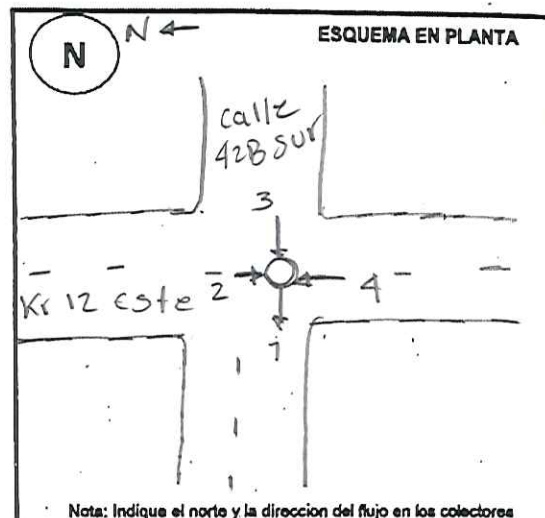 N
N
ESQUEMA EN PLANTA
calle
42B Sur
3
Kr 12 este
2
4
1
Nota: Indique el norte y la direccion del flujo en los colectores